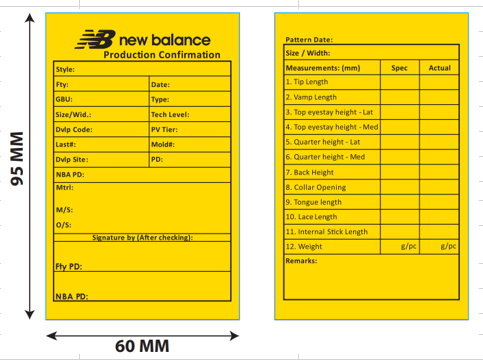 new balance
Production Confirmation
Style:
Fty: Date:
GBU: Type:
Size/Wid.: Tech Level:
Dvlp Code: PV Tier:
Last#: Mold#:
Dvlp Site: PD:
NBA PD:
Mtrl:
M/S:
O/S:
Signature by (After checking):
Fty PD:
NBA PD:
95 MM
60 MM
Pattern Date:
Size / Width:
Measurements: (mm) Spec Actual
1. Tip Length
2. Vamp Length
3. Top eyestay height - Lat
4. Top eyestay height - Med
5. Quarter height - Lat
6. Quarter height - Med
7. Back Height
8. Collar Opening
9. Tongue length
10. Lace Length
11. Internal Stick Length
12. Weight g/pc g/pc
Remarks: